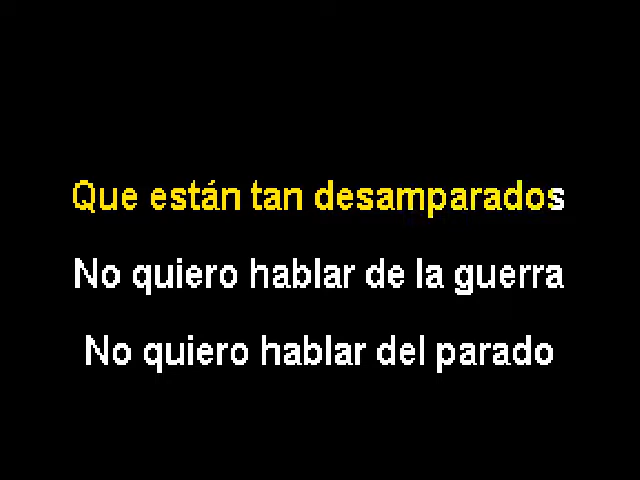 Que están tan desamparados
No quiero hablar de la guerra
No quiero hablar del parado